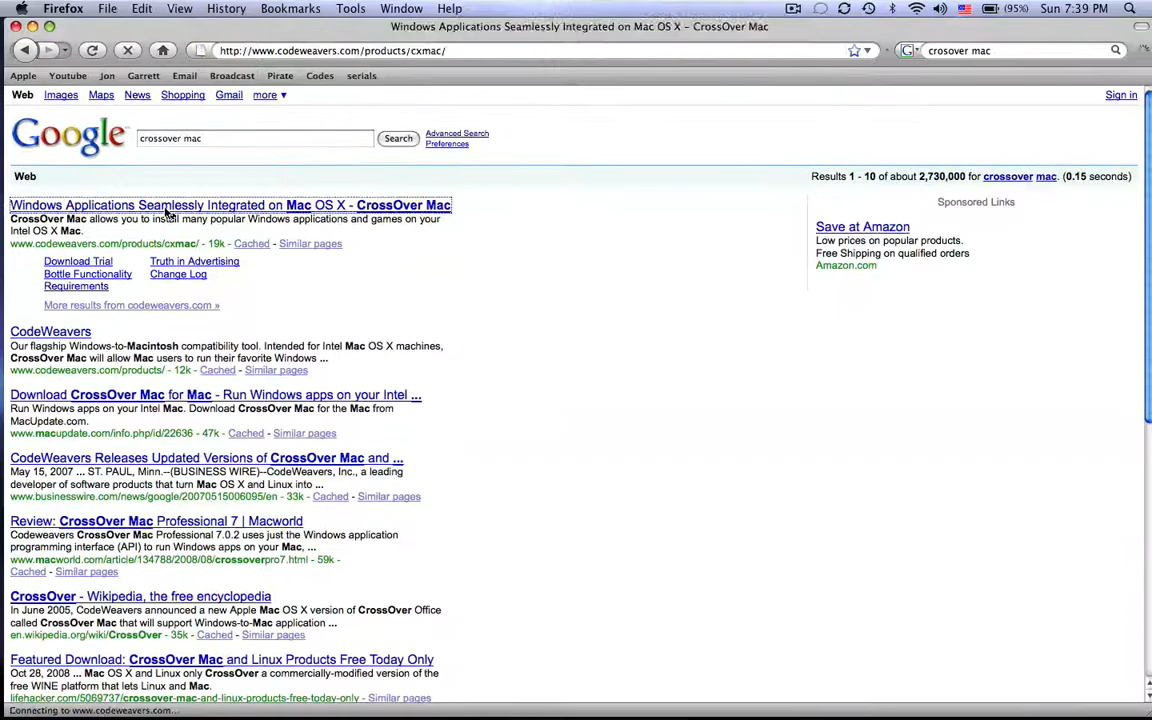 Firefox File Edit View History Bookmarks Tools Window Help (95%) Sun 7:39 PM
Windows Applications Seamlessly Integrated on Mac OS X – CrossOver Mac
http://www.codeweavers.com/products/cxmac/ G crosover mac
Apple Youtube Jon Garrett Email Broadcast Pirate Codes serials
Web Images Maps News Shopping Gmail more ▼ Sign in
Google crossover mac Search Advanced Search
Preferences
Web Results 1 - 10 of about 2,730,000 for crossover mac. (0.15 seconds)
Windows Applications Seamlessly Integrated on Mac OS X - CrossOver Mac
CrossOver Mac allows you to install many popular Windows applications and games on your
Intel OS X Mac.
www.codeweavers.com/products/cxmac/ - 19k - Cached - Similar pages
Download Trial Truth in Advertising
Bottle Functionality Change Log
Requirements
More results from codeweavers.com »
CodeWeavers
Our flagship Windows-to-Macintosh compatibility tool. Intended for Intel Mac OS X machines,
CrossOver Mac will allow Mac users to run their favorite Windows ...
www.codeweavers.com/products/ - 12k - Cached - Similar pages
Download CrossOver Mac for Mac - Run Windows apps on your Intel ...
Run Windows apps on your Intel Mac. Download CrossOver Mac for the Mac from
MacUpdate.com.
www.macupdate.com/info.php/id/22636 - 47k - Cached - Similar pages
CodeWeavers Releases Updated Versions of CrossOver Mac and ...
May 15, 2007 ... ST. PAUL, Minn.--(BUSINESS WIRE)--CodeWeavers, Inc., a leading
developer of software products that turn Mac OS X and Linux into ...
www.businesswire.com/news/google/20070515006095/en - 33k - Cached - Similar pages
Review: CrossOver Mac Professional 7 | Macworld
Codeweavers CrossOver Mac Professional 7.0.2 uses just the Windows application
programming interface (API) to run Windows apps on your Mac, ...
www.macworld.com/article/134788/2008/08/crossoverpro7.html - 59k -
Cached - Similar pages
CrossOver - Wikipedia, the free encyclopedia
In June 2005, CodeWeavers announced a new Apple Mac OS X version of CrossOver Office
called CrossOver Mac that will support Windows-to-Mac application ...
en.wikipedia.org/wiki/CrossOver - 35k - Cached - Similar pages
Featured Download: CrossOver Mac and Linux Products Free Today Only
Oct 28, 2008 ... Mac OS X and Linux only CrossOver a commercially-modified version of the
free WINE platform that lets Linux and Mac.
lifehacker.com/5069737/crossover-mac-and-linux-products-free-today-only - Similar pages
Sponsored Links
Save at Amazon
Low prices on popular products.
Free Shipping on qualified orders
Amazon.com
Connecting to www.codeweavers.com...